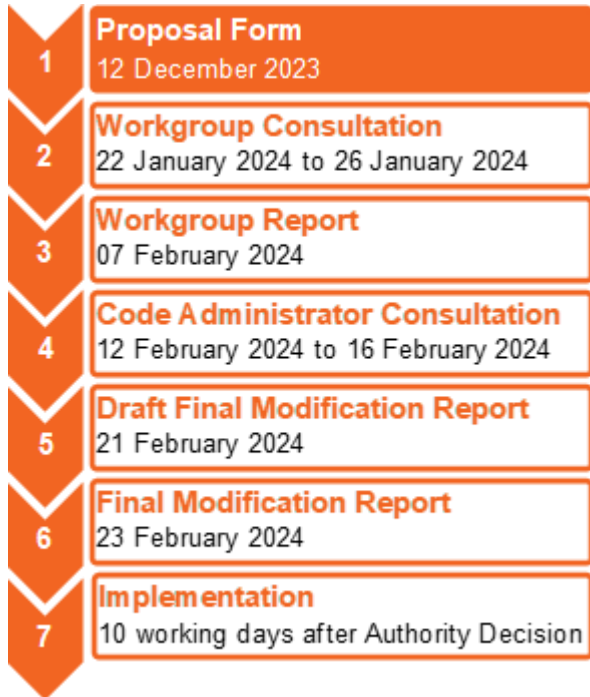 1
Proposal Form
12 December 2023
2
Workgroup Consultation
22 January 2024 to 26 January 2024
3
Workgroup Report
07 February 2024
4
Code Administrator Consultation
12 February 2024 to 16 February 2024
5
Draft Final Modification Report
21 February 2024
6
Final Modification Report
23 February 2024
7
Implementation
10 working days after Authority Decision